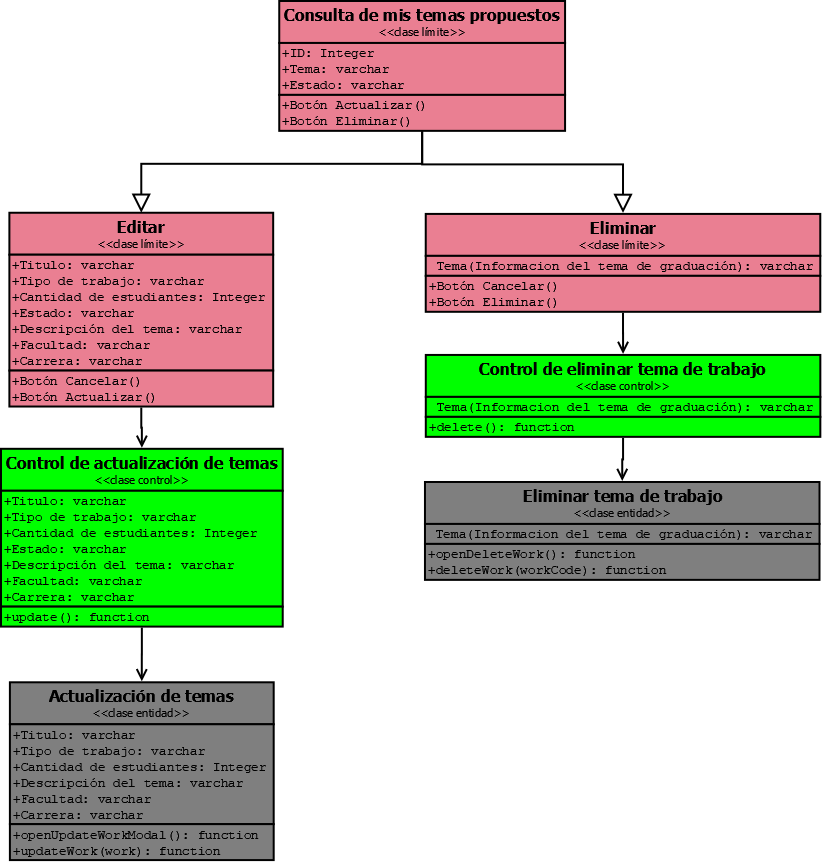 Consulta de mis temas propuestos
<<clase límite>>
+ID: Integer
+Tema: varchar
+Estado: varchar
+Botón Actualizar()
+Botón Eliminar()
Editar
<<clase límite>>
+Titulo: varchar
+Tipo de trabajo: varchar
+Cantidad de estudiantes: Integer
+Estado: varchar
+Descripción del tema: varchar
+Facultad: varchar
+Carrera: varchar
+Botón Cancelar()
+Botón Actualizar()
Eliminar
<<clase límite>>
Tema(Informacion del tema de graduación): varchar
+Botón Cancelar()
+Botón Eliminar()
Control de eliminar tema de trabajo
<<clase control>>
Tema(Informacion del tema de graduación): varchar
+delete(): function
Control de actualización de temas
<<clase control>>
+Titulo: varchar
+Tipo de trabajo: varchar
+Cantidad de estudiantes: Integer
+Estado: varchar
+Descripción del tema: varchar
+Facultad: varchar
+Carrera: varchar
+update(): function
Eliminar tema de trabajo
<<clase entidad>>
Tema(Informacion del tema de graduación): varchar
+openDeleteWork(): function
+deleteWork(workCode): function
Actualización de temas
<<clase entidad>>
+Titulo: varchar
+Tipo de trabajo: varchar
+Cantidad de estudiantes: Integer
+Descripción del tema: varchar
+Facultad: varchar
+Carrera: varchar
+openUpdateWorkModal(): function
+updateWork(work): function